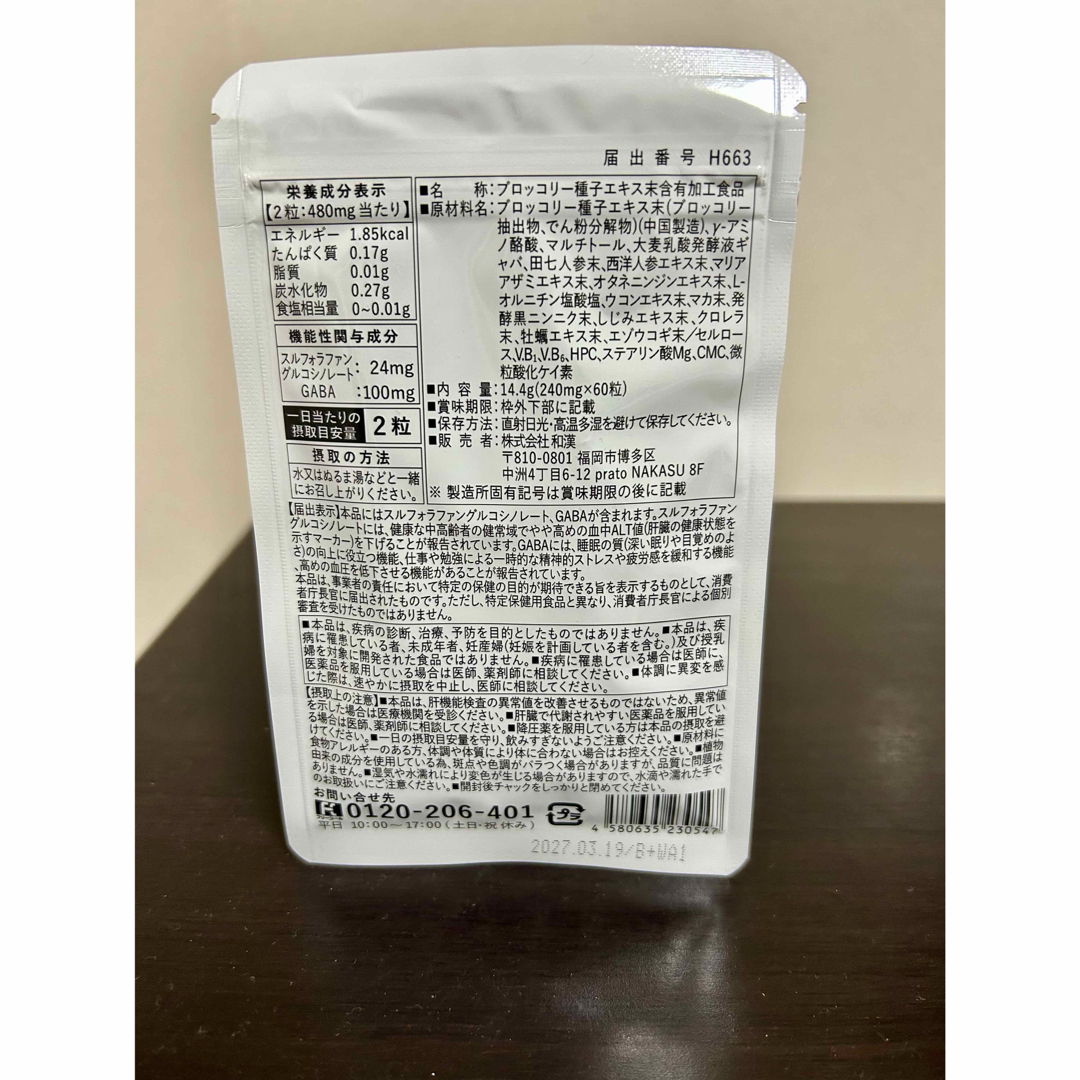 届出番号 H663
栄養成分表示
【2粒:480mg当たり】
エネルギー 1.85kcal
たんぱく質 0.17g
脂質 0.01g
炭水化物 0.27g
食塩相当量 0~0.01g
機能性関与成分
スルフォラファン
グルコシノレート: 24mg
GABA :100mg
一日当たりの
摂取目安量 2粒
摂取の方法
水又はぬるま湯などと一緒
にお召し上がりください。
■名 称:ブロッコリー種子エキス末含有加工食品
■原材料名:ブロッコリー種子エキス末(ブロッコリー
抽出物、でん粉分解物)(中国製造)、γ-アミ
ノ酪酸、マルチトール、大麦乳酸発酵液ギ
ャバ、田七人参末、西洋人参エキス末、マリア
アザミエキス末、オタネニンジンエキス末、L-
オルニチン塩酸塩、ウコンエキス末、マカ末、発
酵黒ニンニク末、しじみエキス末、クロレラ
末、牡蠣エキス末、エゾウコギ末/セルロー
ス、V.B₁、V.B₆、HPC、ステアリン酸Mg、CMC、微
粒酸化ケイ素
■内容量:14.4g(240mg×60粒)
■賞味期限:枠外下部に記載
■保存方法:直射日光・高温多湿を避けて保存してください。
■販売者:株式会社和漢
〒810-0801 福岡市博多区
中洲4丁目6-12 prato NAKASU 8F
※製造所固有記号は賞味期限の後に記載
【届出表示】本品にはスルフォラファングルコシノレート、GABAが含まれます。スルフォラファン
グルコシノレートには、健康な中高齢者の健常域でやや高めの血中ALT値(肝臓の健康状態を
示すマーカー)を下げることが報告されています。GABAには、睡眠の質(深い眠りや目覚めのよ
さ)の向上に役立つ機能、仕事や勉強による一時的な精神的ストレスや疲労感を緩和する機能
、高めの血圧を低下させる機能があることが報告されています。
本品は、事業者の責任において特定の保健の目的が期待できる旨を表示するものとして、消費
者庁長官に届出されたものです。ただし、特定保健用食品と異なり、消費者庁長官による個別
審査を受けたものではありません。
■本品は、疾病の診断、治療、予防を目的としたものではありません。■本品は、疾
病に罹患している者、未成年者、妊産婦(妊娠を計画している者を含む。)及び授乳
婦を対象に開発された食品ではありません。■疾病に罹患している場合は医師に、
医薬品を服用している場合は医師、薬剤師に相談してください。■体調に異変を感
じた際は、速やかに摂取を中止し、医師に相談してください。
【摂取上の注意】■本品は、肝機能検査の異常値を改善させるものではないため、異常値
を示した場合は医療機関を受診ください。■肝臓で代謝されやすい医薬品を服用してい
る場合は医師、薬剤師に相談してください。■降圧薬を服用している方は本品の摂取を避
けてください。■一日の摂取目安量を守り、飲みすぎないようご注意ください。■原材料に
食物アレルギーのある方、体調や体質により体に合わない場合はお控えください。■植物
由来の成分を使用している為、斑点や色調がバラつく場合がありますが、品質に問題は
ありません。■湿気や水濡れにより変色が生じる場合がありますので、水滴や濡れた手で
のお取扱いにご注意ください。■開封後チャックをしっかりと閉めてください。
お問い合せ先
0120-206-401
プラ
平日 10:00~17:00(土日・祝休み)
4 580635 230547
2027.03.19/B+WA1